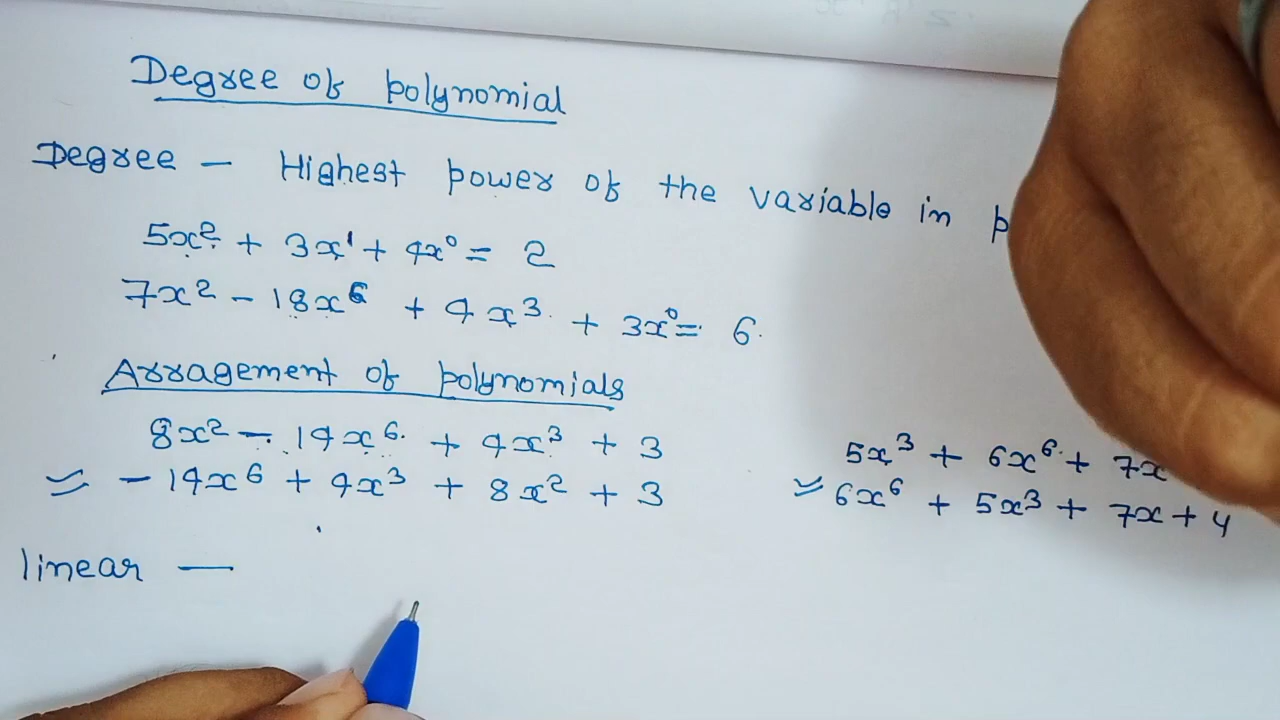 Degree of polynomial
Degree - Highest power of the variable in p
5x² + 3x¹ + 4x⁰ = 2
7x² - 18x⁶ + 4x³ + 3x⁰ = 6.
Arragement of polynomials
8x² - 14x⁶ + 4x³ + 3
≈ -14x⁶ + 4x³ + 8x² + 3
5x³ + 6x⁶ + 7x
≈ 6x⁶ + 5x³ + 7x + 4
linear —